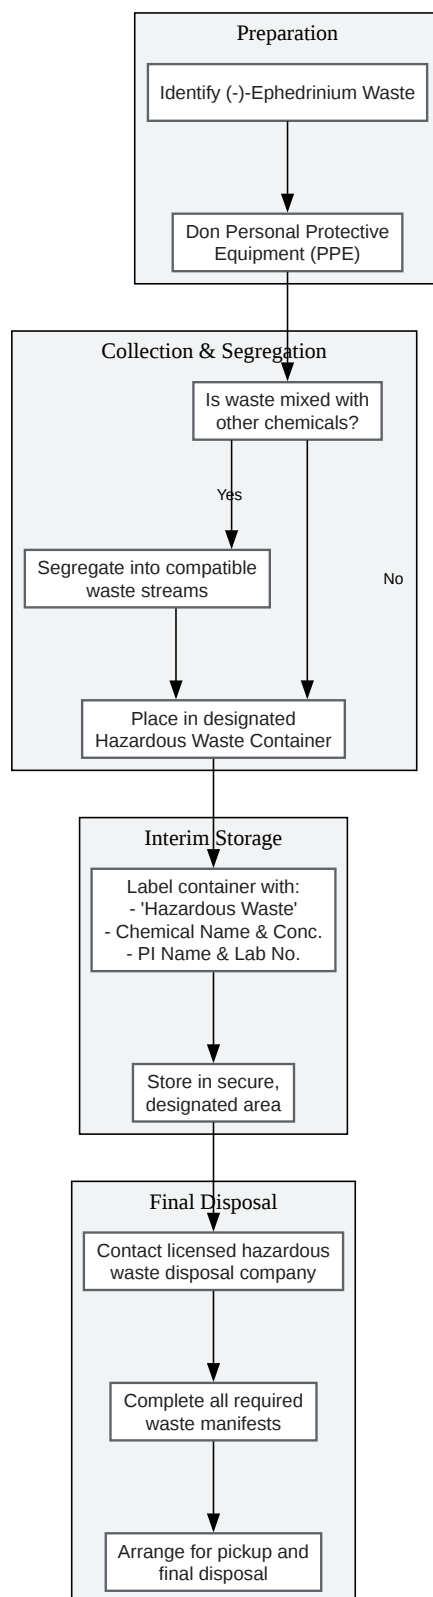 Preparation
Identify (-)-Ephedrinium Waste
Don Personal Protective
Equipment (PPE)
Collection & Segregation
Is waste mixed with
other chemicals?
Yes
Segregate into compatible
waste streams
No
Place in designated
Hazardous Waste Container
Interim Storage
Label container with:
- 'Hazardous Waste'
- Chemical Name & Conc.
- PI Name & Lab No.
Store in secure,
designated area
Final Disposal
Contact licensed hazardous
waste disposal company
Complete all required
waste manifests
Arrange for pickup and
final disposal